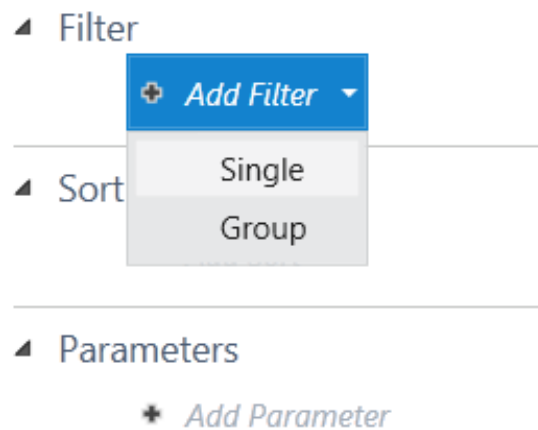 Filter
Add Filter
Single
Sort
Group
Parameters
Add Parameter